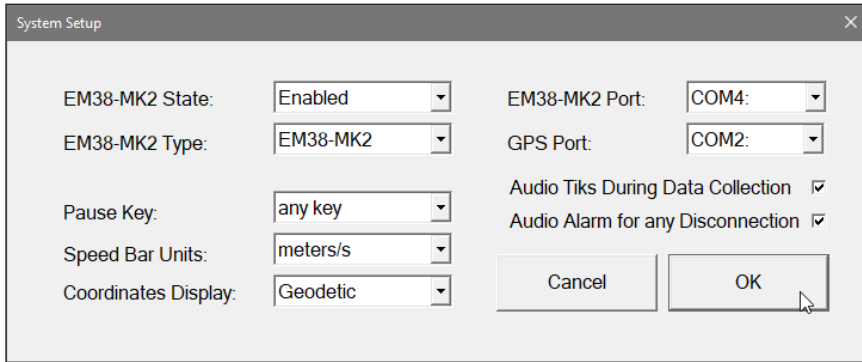 System Setup
EM38-MK2 State: Enabled
EM38-MK2 Port: COM4:
EM38-MK2 Type: EM38-MK2
GPS Port: COM2:
Audio Tiks During Data Collection
Pause Key: any key
Audio Alarm for any Disconnection
Speed Bar Units: meters/s
Coordinates Display: Geodetic
Cancel
OK